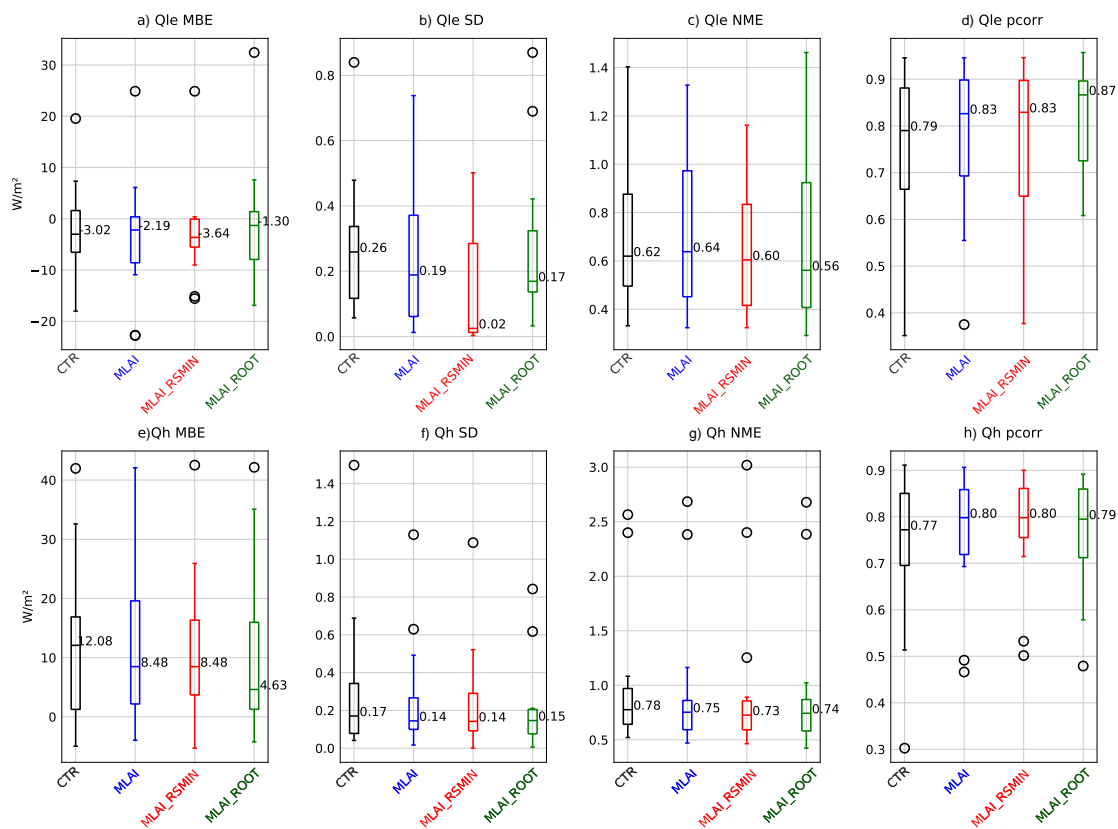 a) Qle MBE
b) Qle SD
c) Qle NME
d) Qle pcorr
W/m²
30
20
10
0
−10
−20
-3.02
-2.19
-3.64
-1.30
CTR
MLAI
MLAI_RSMIN
MLAI_ROOT
0.8
0.6
0.4
0.2
0.0
0.26
0.19
0.02
0.17
CTR
MLAI
MLAI_RSMIN
MLAI_ROOT
1.4
1.2
1.0
0.8
0.6
0.4
0.62
0.64
0.60
0.56
CTR
MLAI
MLAI_RSMIN
MLAI_ROOT
0.9
0.8
0.7
0.6
0.5
0.4
0.79
0.83
0.83
0.87
CTR
MLAI
MLAI_RSMIN
MLAI_ROOT
e)Qh MBE
f) Qh SD
g) Qh NME
h) Qh pcorr
W/m²
40
30
20
10
0
12.08
8.48
8.48
4.63
CTR
MLAI
MLAI_RSMIN
MLAI_ROOT
1.4
1.2
1.0
0.8
0.6
0.4
0.2
0.0
0.17
0.14
0.14
0.15
CTR
MLAI
MLAI_RSMIN
MLAI_ROOT
3.0
2.5
2.0
1.5
1.0
0.5
0.78
0.75
0.73
0.74
CTR
MLAI
MLAI_RSMIN
MLAI_ROOT
0.9
0.8
0.7
0.6
0.5
0.4
0.3
0.77
0.80
0.80
0.79
CTR
MLAI
MLAI_RSMIN
MLAI_ROOT